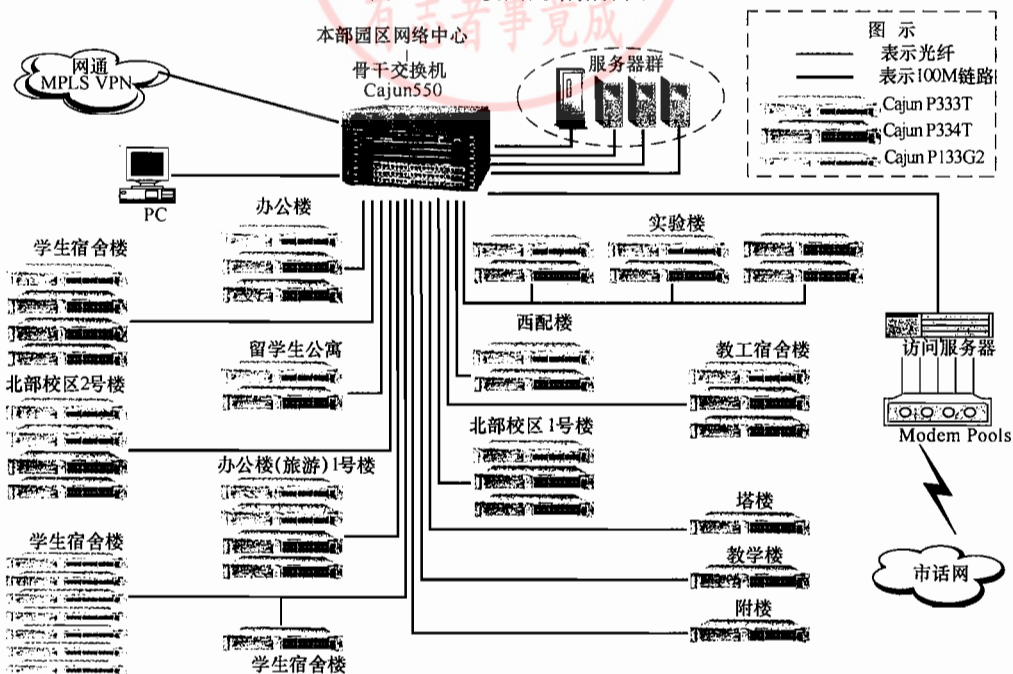 有志者事竟成
本部园区网络中心
骨干交换机
Cajun550
网通
MPLS VPN
服务器群
图 示
表示光纤
表示100M链路
Cajun P333T
Cajun P334T
Cajun P133G2
PC
办公楼
实验楼
学生宿舍楼
西配楼
留学生公寓
教工宿舍楼
访问服务器
北部校区2号楼
北部校区1号楼
Modem Pools
办公楼(旅游)1号楼
塔楼
学生宿舍楼
教学楼
市话网
附楼
学生宿舍楼